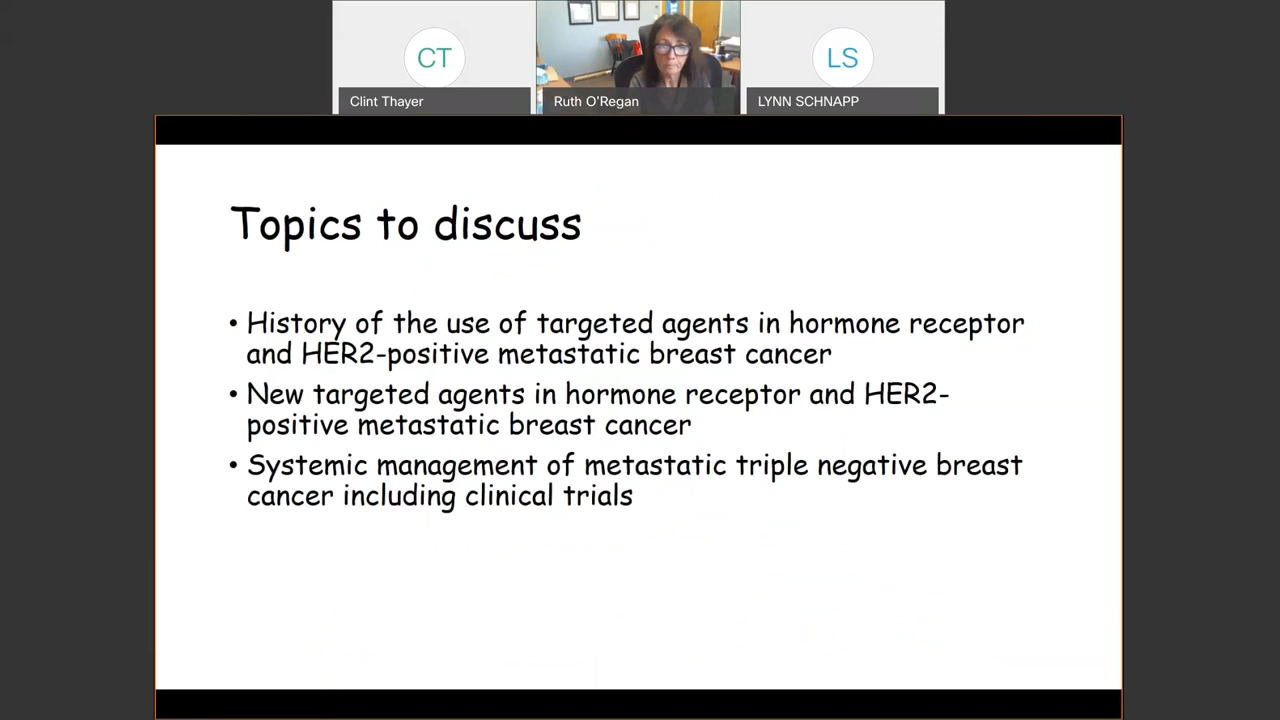 CT
LS
Clint Thayer
Ruth O'Regan
LYNN SCHNAPP
Topics to discuss
• History of the use of targeted agents in hormone receptor
and HER2-positive metastatic breast cancer
• New targeted agents in hormone receptor and HER2-
positive metastatic breast cancer
• Systemic management of metastatic triple negative breast
cancer including clinical trials